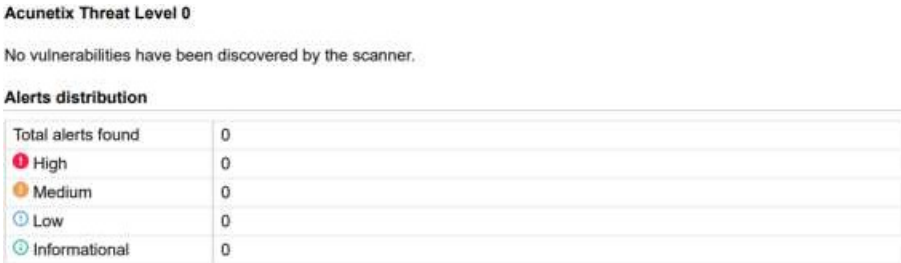 Acunetix Threat Level 0
No vulnerabilities have been discovered by the scanner.
Alerts distribution
Total alerts found 0
High 0
Medium 0
Low 0
Informational 0